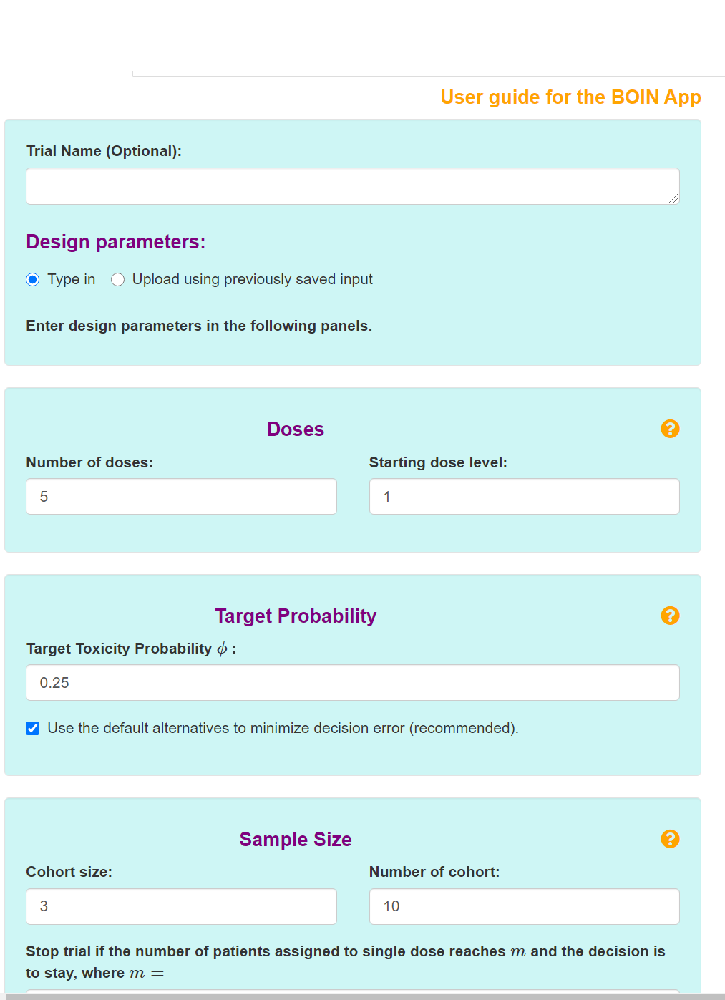 User guide for the BOIN App
Trial Name (Optional):
Design parameters:
Type in Upload using previously saved input
Enter design parameters in the following panels.
Doses ?
Number of doses: Starting dose level:
5 1
Target Probability ?
Target Toxicity Probability ϕ :
0.25
Use the default alternatives to minimize decision error (recommended).
Sample Size ?
Cohort size: Number of cohort:
3 10
Stop trial if the number of patients assigned to single dose reaches m and the decision is
to stay, where m =